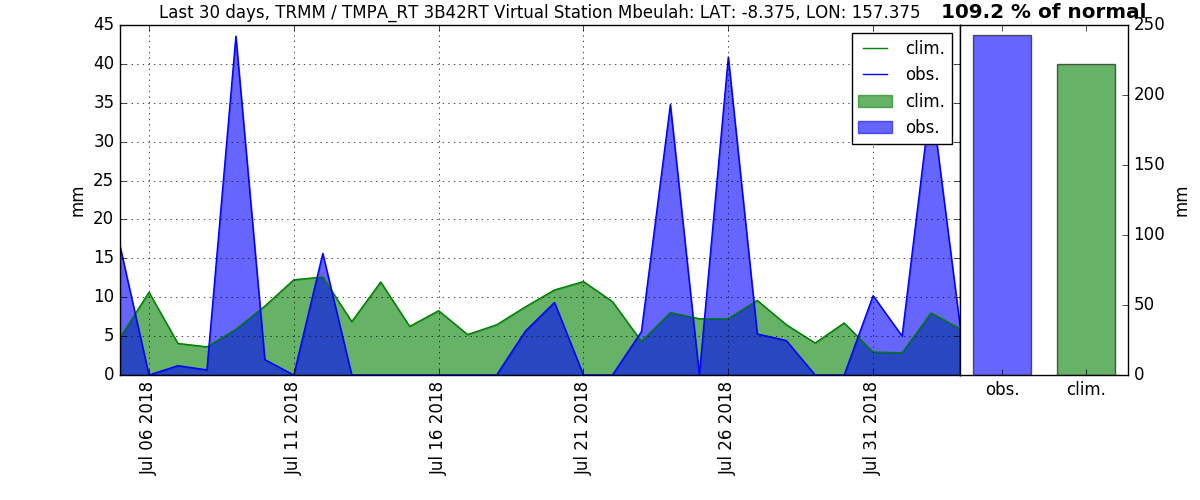 Last 30 days, TRMM / TMPA_RT 3B42RT Virtual Station Mbeulah: LAT: -8.375, LON: 157.375
109.2 % of normal
clim.
obs.
clim.
obs.
45
40
35
30
25
20
15
10
5
0
mm
Jul 06 2018
Jul 11 2018
Jul 16 2018
Jul 21 2018
Jul 26 2018
Jul 31 2018
250
200
150
100
50
0
mm
obs.
clim.